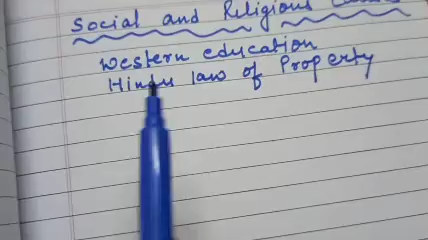 Social and Religious
Western education
Hindu law of Property